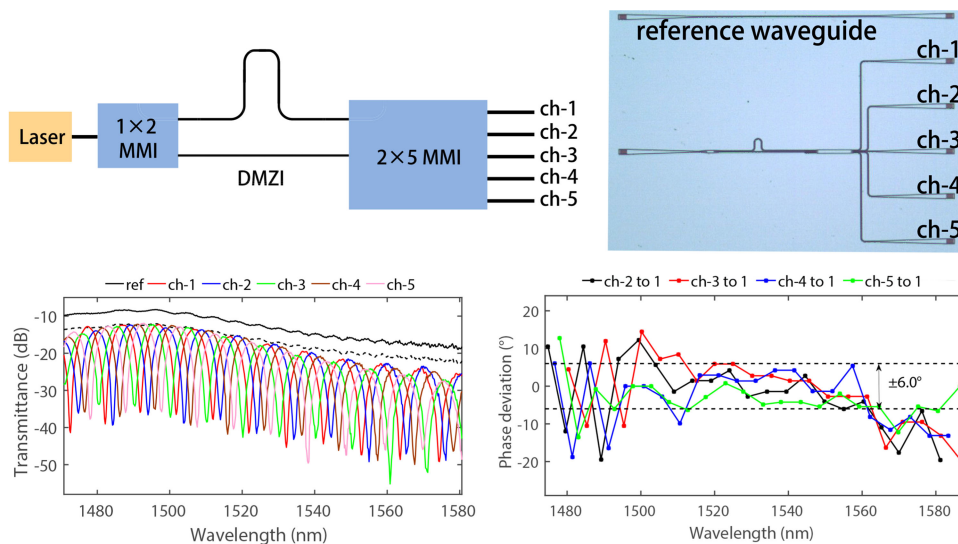 Laser
1×2
MMI
DMZI
2×5 MMI
ch-1
ch-2
ch-3
ch-4
ch-5
reference waveguide
ch-1
ch-2
ch-3
ch-4
ch-5
ref ch-1 ch-2 ch-3 ch-4 ch-5
Transmittance (dB)
-10
-20
-30
-40
-50
1480 1500 1520 1540 1560 1580
Wavelength (nm)
ch-2 to 1 ch-3 to 1 ch-4 to 1 ch-5 to 1
Phase deviation (°)
20
10
0
-10
-20
±6.0°
1480 1500 1520 1540 1560 1580
Wavelength (nm)